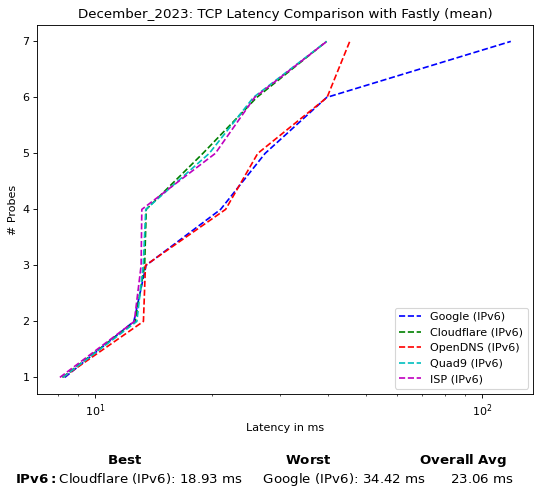 December_2023: TCP Latency Comparison with Fastly (mean)
7
6
5
4
3
2
1
# Probes
10¹
10²
Latency in ms
Google (IPv6)
Cloudflare (IPv6)
OpenDNS (IPv6)
Quad9 (IPv6)
ISP (IPv6)
Best Worst Overall Avg
IPv6: Cloudflare (IPv6): 18.93 ms Google (IPv6): 34.42 ms 23.06 ms